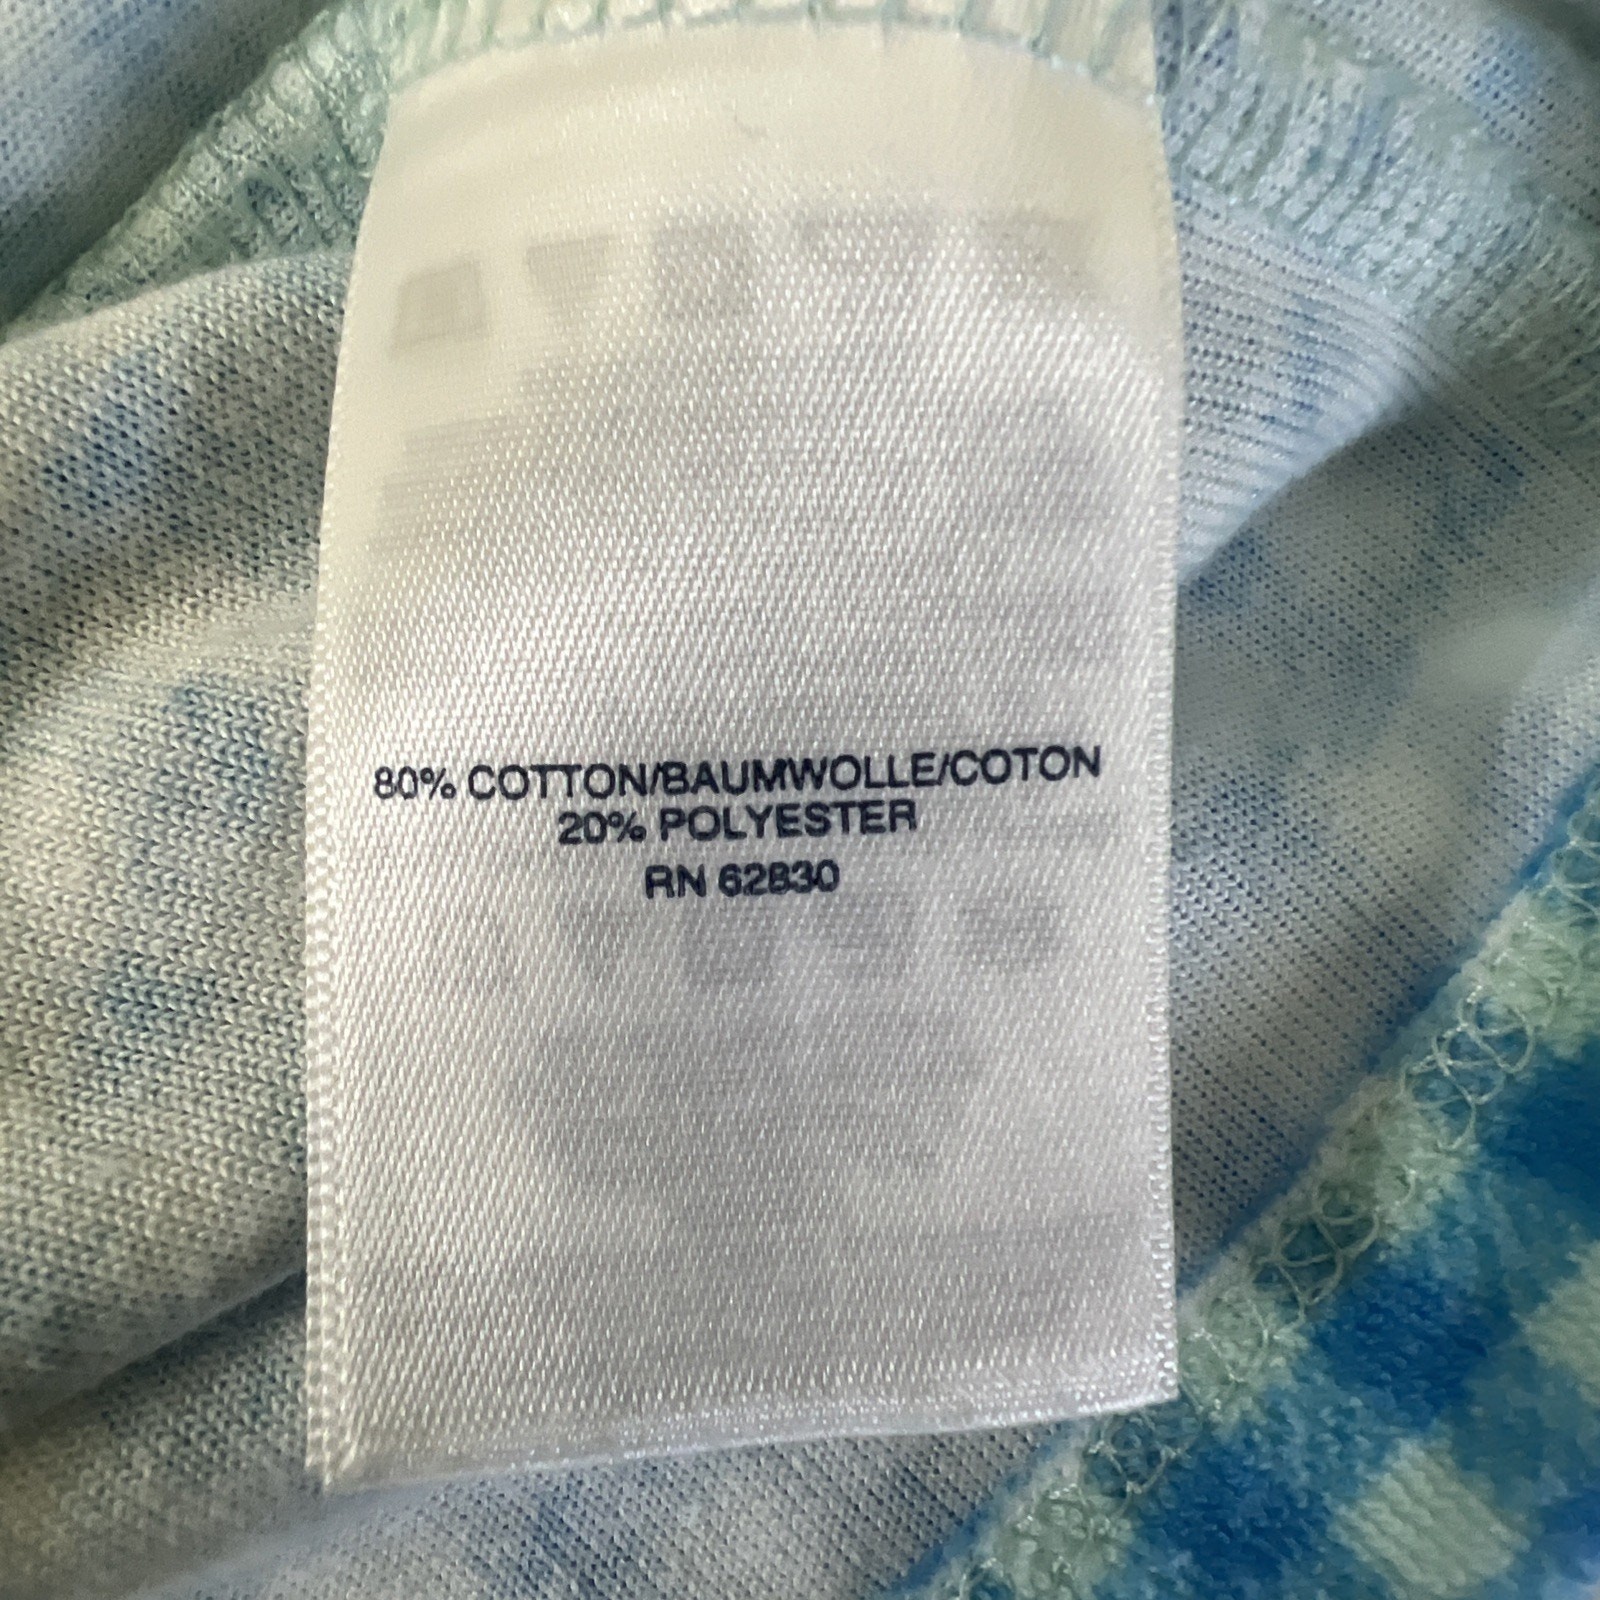 80% COTTON/BAUMWOLLE/COTON
20% POLYESTER
RN 62830